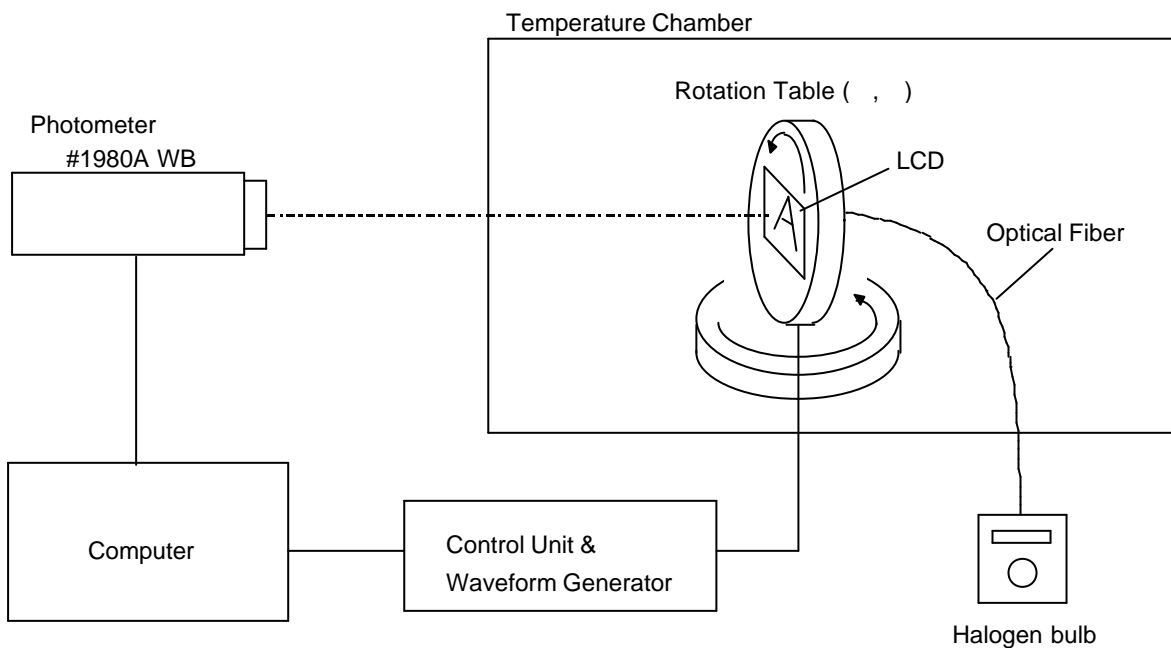 Temperature Chamber
Rotation Table (   ,   )
Photometer
#1980A WB
LCD
A
Optical Fiber
Computer
Control Unit &
Waveform Generator
Halogen bulb